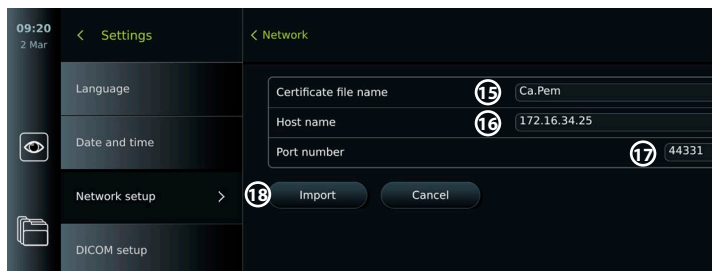 09:20
2 Mar
Settings
Network
Language
Date and time
Network setup
DICOM setup
Certificate file name 15 Ca.Pem
Host name 16 172.16.34.25
Port number 17 44331
18 Import Cancel